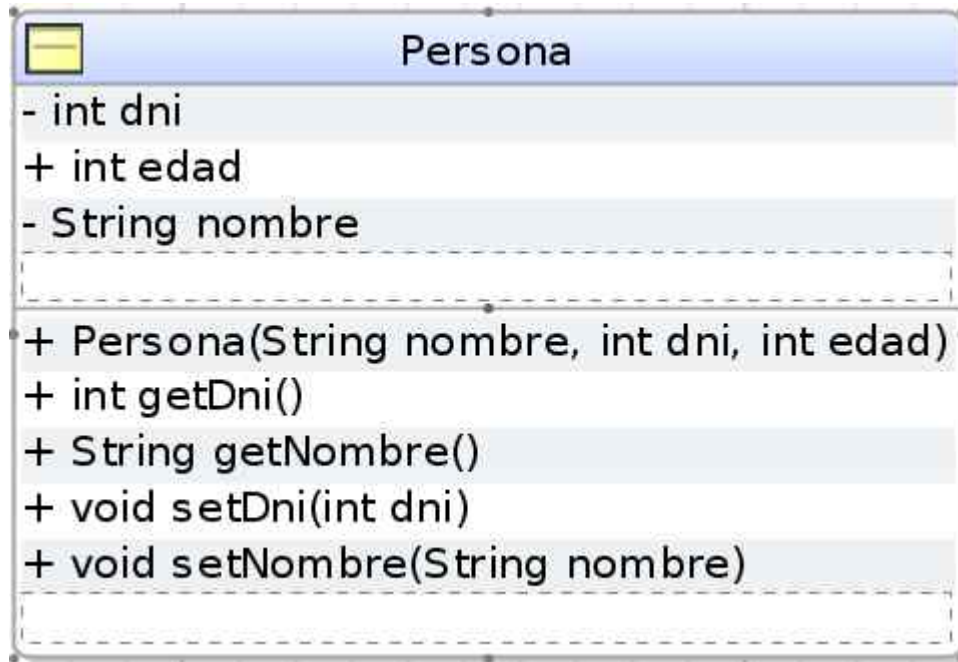 Persona
- int dni
+ int edad
- String nombre
+ Persona(String nombre, int dni, int edad)
+ int getDni()
+ String getNombre()
+ void setDni(int dni)
+ void setNombre(String nombre)